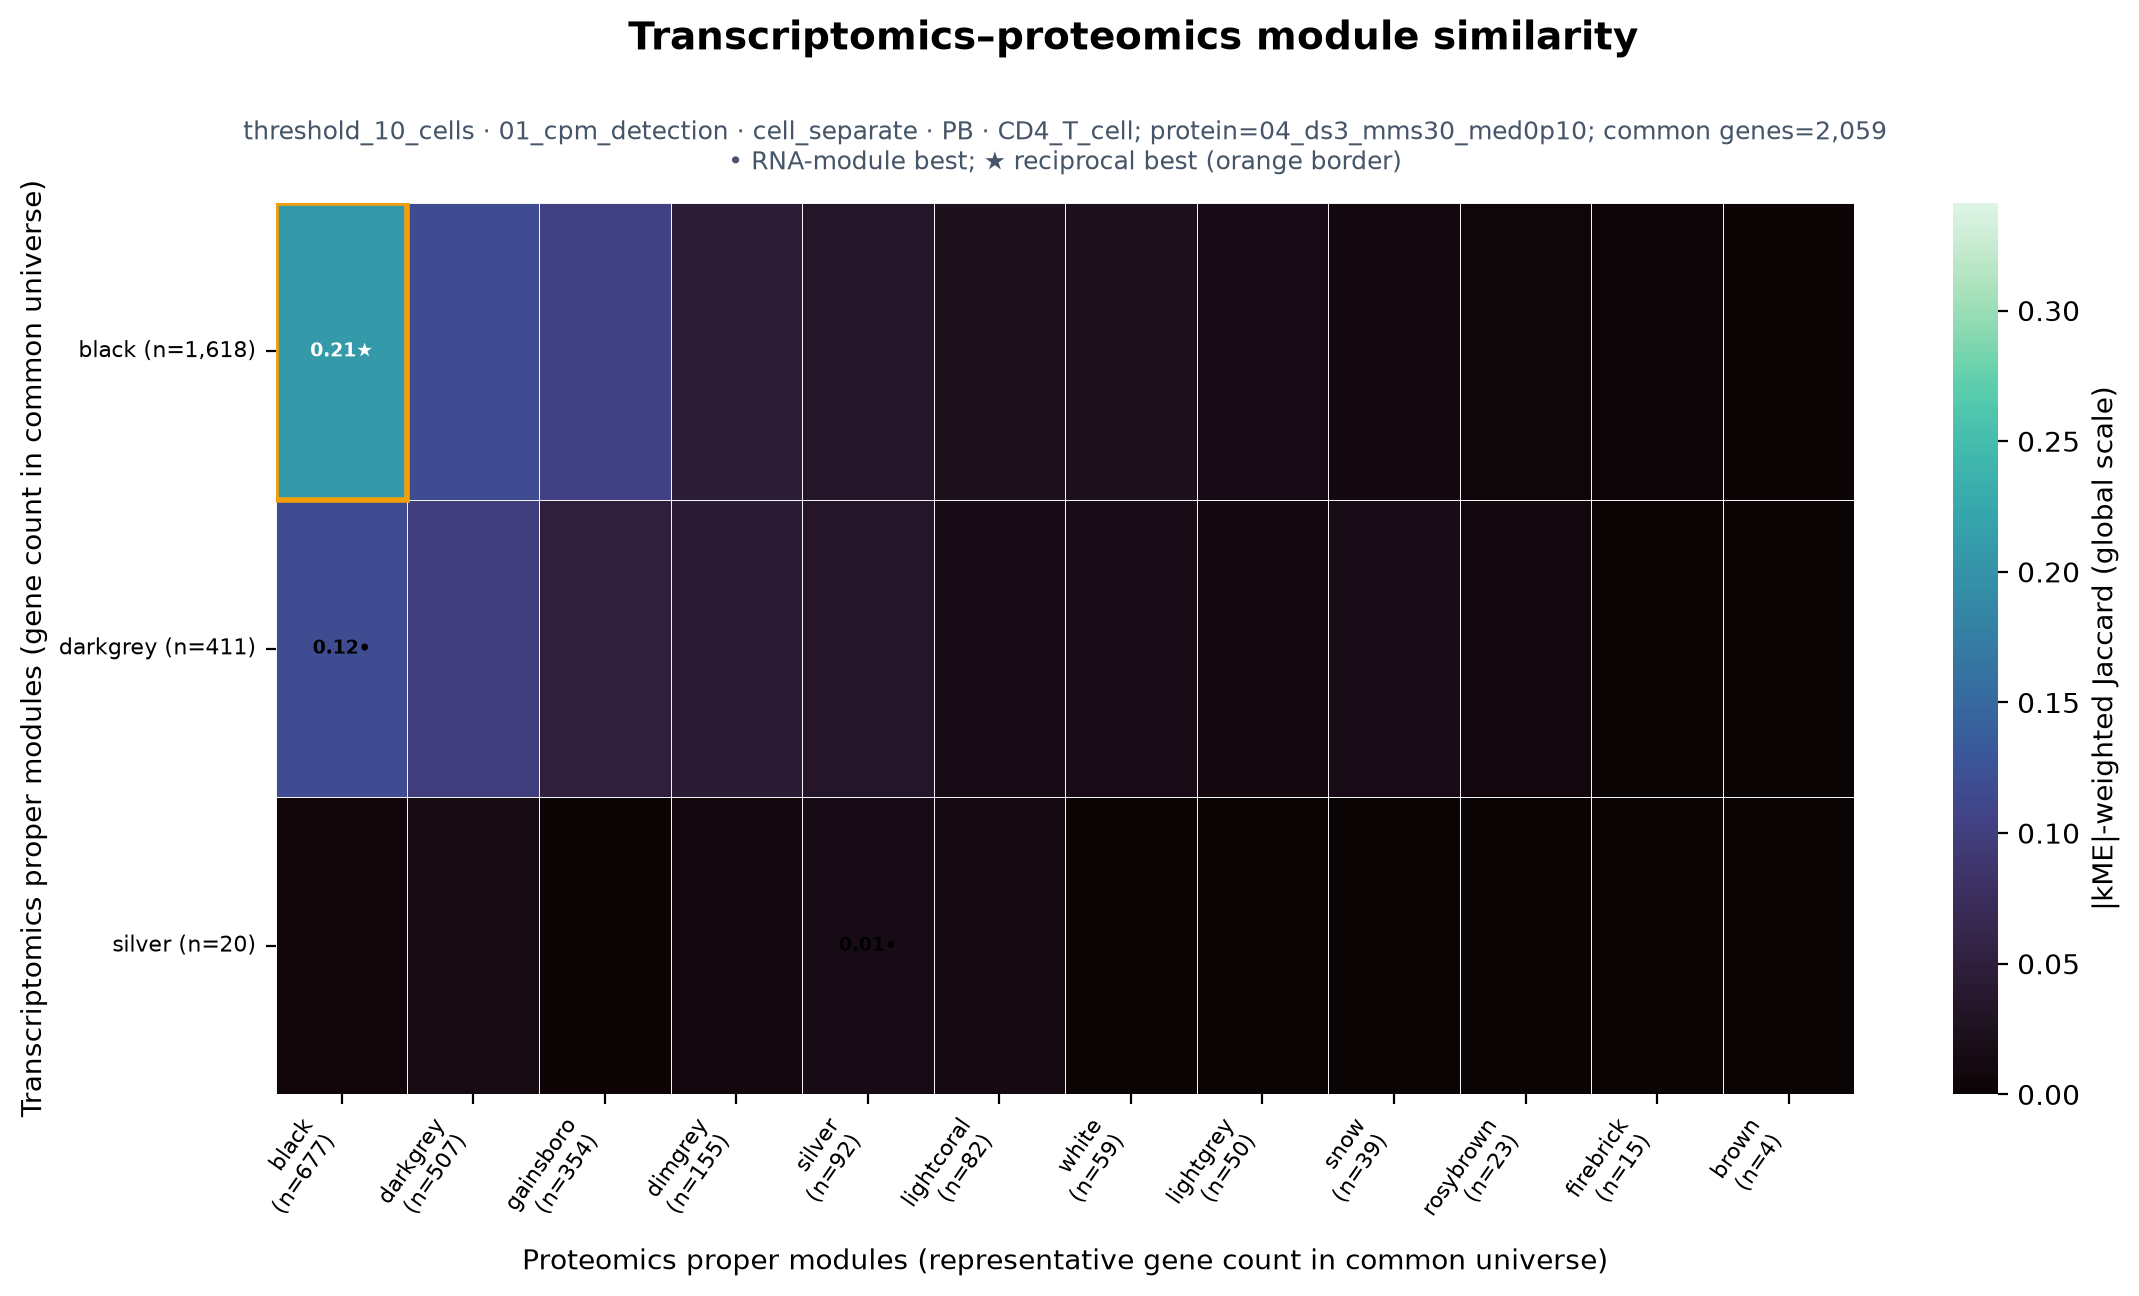 Transcriptomics–proteomics module similarity
threshold_10_cells · 01_cpm_detection · cell_separate · PB · CD4_T_cell; protein=04_ds3_mms30_med0p10; common genes=2,059
• RNA-module best; ★ reciprocal best (orange border)
Transcriptomics proper modules (gene count in common universe)
black (n=1,618)
darkgrey (n=411)
silver (n=20)
0.21★
0.12•
0.01•
black
(n=677)
darkgrey
(n=507)
gainsboro
(n=354)
dimgrey
(n=155)
silver
(n=92)
lightcoral
(n=82)
white
(n=59)
lightgrey
(n=50)
snow
(n=39)
rosybrown
(n=23)
firebrick
(n=15)
brown
(n=4)
Proteomics proper modules (representative gene count in common universe)
0.30
0.25
0.20
0.15
0.10
0.05
0.00
|kME|-weighted Jaccard (global scale)